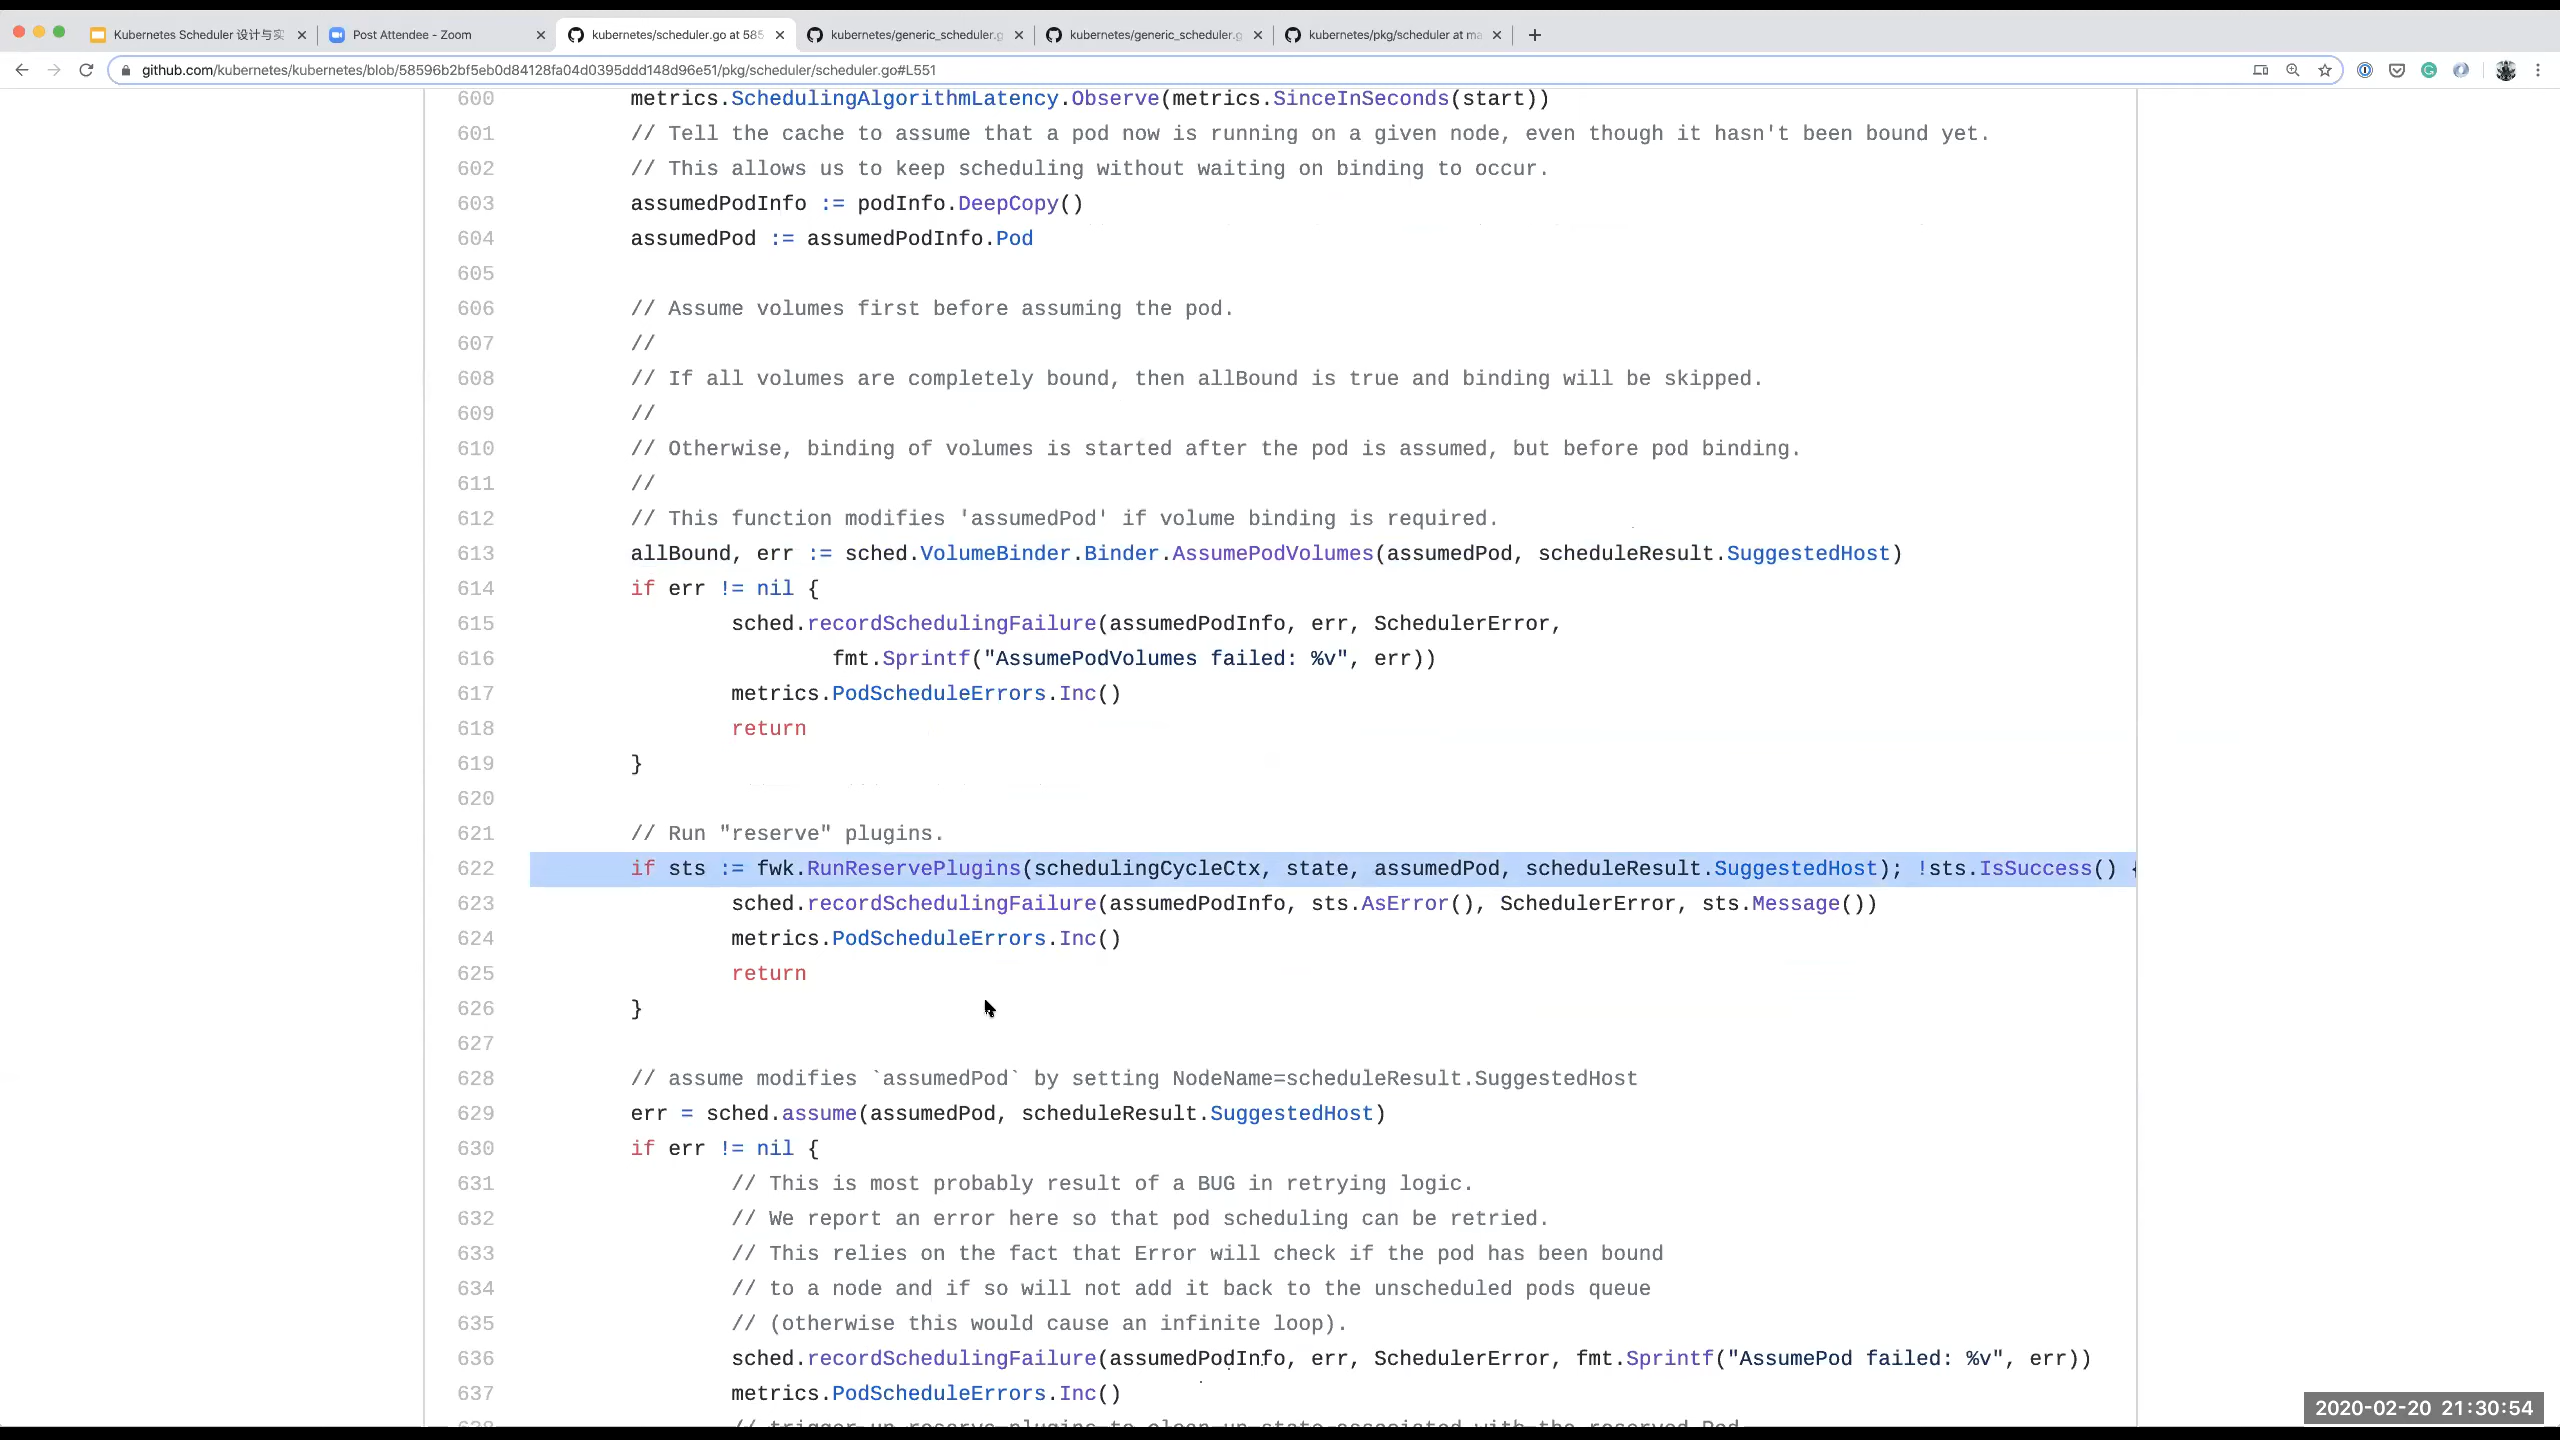 Kubernetes Scheduler 设计与实
Post Attendee - Zoom
kubernetes/scheduler.go at 585
kubernetes/generic_scheduler.g
kubernetes/generic_scheduler.g
kubernetes/pkg/scheduler at ma
github.com/kubernetes/kubernetes/blob/58596b2bf5eb0d84128fa04d0395ddd148d96e51/pkg/scheduler/scheduler.go#L551
600 metrics.SchedulingAlgorithmLatency.Observe(metrics.SinceInSeconds(start))
601 // Tell the cache to assume that a pod now is running on a given node, even though it hasn't been bound yet.
602 // This allows us to keep scheduling without waiting on binding to occur.
603 assumedPodInfo := podInfo.DeepCopy()
604 assumedPod := assumedPodInfo.Pod
605
606 // Assume volumes first before assuming the pod.
607 //
608 // If all volumes are completely bound, then allBound is true and binding will be skipped.
609 //
610 // Otherwise, binding of volumes is started after the pod is assumed, but before pod binding.
611 //
612 // This function modifies 'assumedPod' if volume binding is required.
613 allBound, err := sched.VolumeBinder.Binder.AssumePodVolumes(assumedPod, scheduleResult.SuggestedHost)
614 if err != nil {
615 sched.recordSchedulingFailure(assumedPodInfo, err, SchedulerError,
616 fmt.Sprintf("AssumePodVolumes failed: %v", err))
617 metrics.PodScheduleErrors.Inc()
618 return
619 }
620
621 // Run "reserve" plugins.
622 if sts := fwk.RunReservePlugins(schedulingCycleCtx, state, assumedPod, scheduleResult.SuggestedHost); !sts.IsSuccess() {
623 sched.recordSchedulingFailure(assumedPodInfo, sts.AsError(), SchedulerError, sts.Message())
624 metrics.PodScheduleErrors.Inc()
625 return
626 }
627
628 // assume modifies `assumedPod` by setting NodeName=scheduleResult.SuggestedHost
629 err = sched.assume(assumedPod, scheduleResult.SuggestedHost)
630 if err != nil {
631 // This is most probably result of a BUG in retrying logic.
632 // We report an error here so that pod scheduling can be retried.
633 // This relies on the fact that Error will check if the pod has been bound
634 // to a node and if so will not add it back to the unscheduled pods queue
635 // (otherwise this would cause an infinite loop).
636 sched.recordSchedulingFailure(assumedPodInfo, err, SchedulerError, fmt.Sprintf("AssumePod failed: %v", err))
637 metrics.PodScheduleErrors.Inc()
638 // trigger un-reserve plugins to clean up state associated with the reserved Pod
2020-02-20 21:30:54